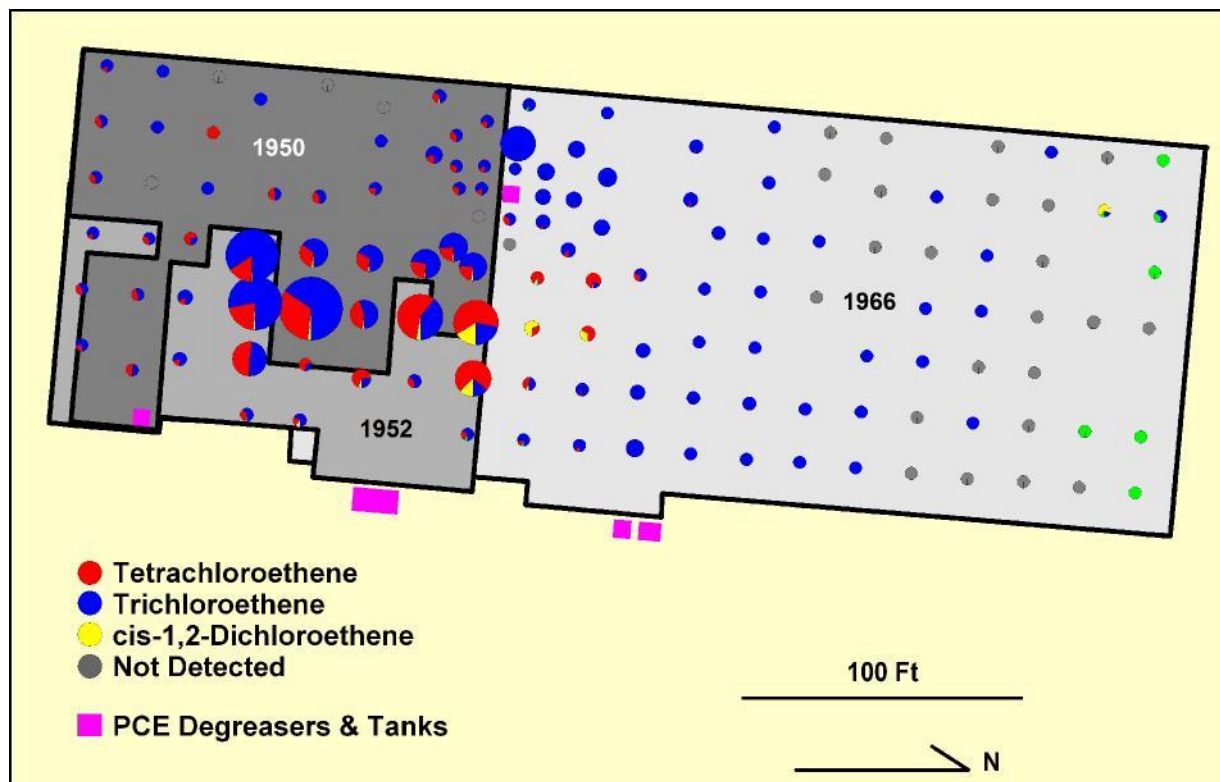 1950
1966
1952
Tetrachloroethene
Trichloroethene
cis-1,2-Dichloroethene
Not Detected
PCE Degreasers & Tanks
100 Ft
N